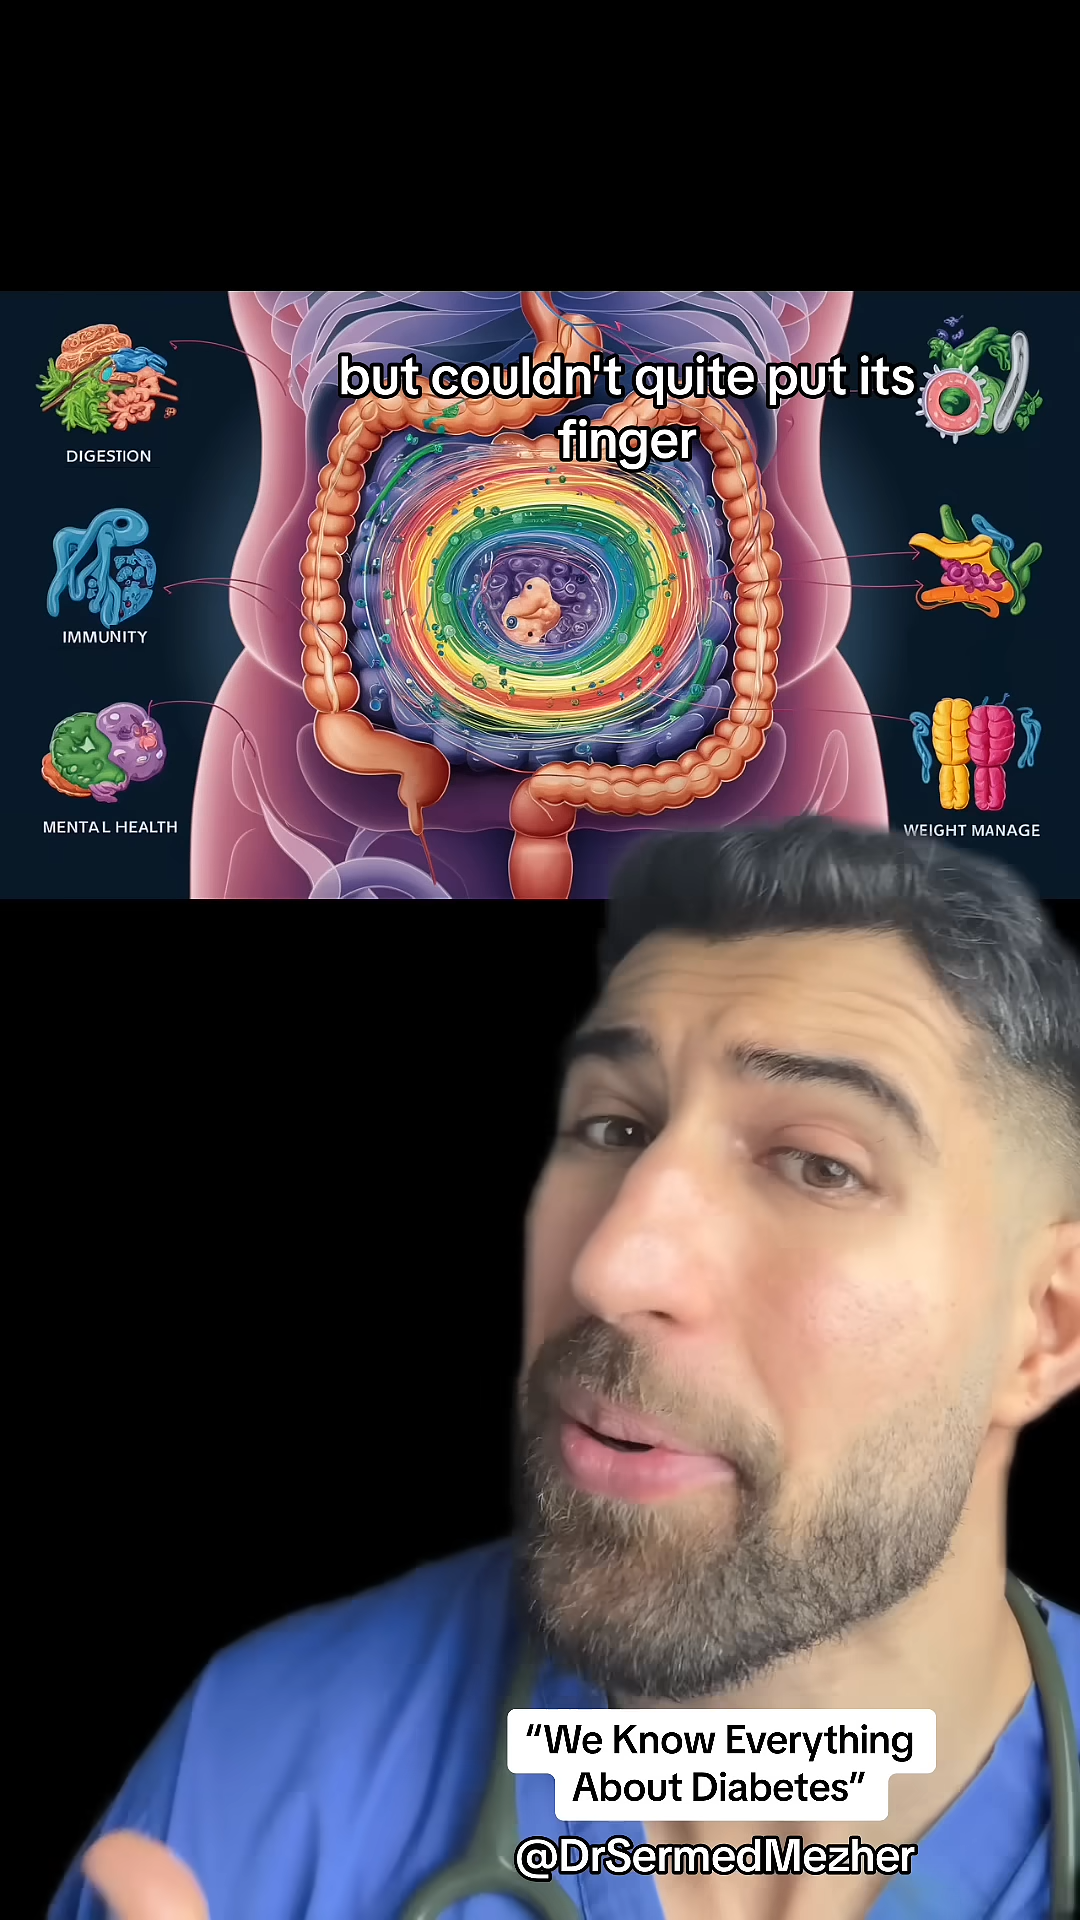 but couldn't quite put its
finger
DIGESTION
IMMUNITY
MENTAL HEALTH
WEIGHT MANAGE
“We Know Everything
About Diabetes”
@DrSermedMezher